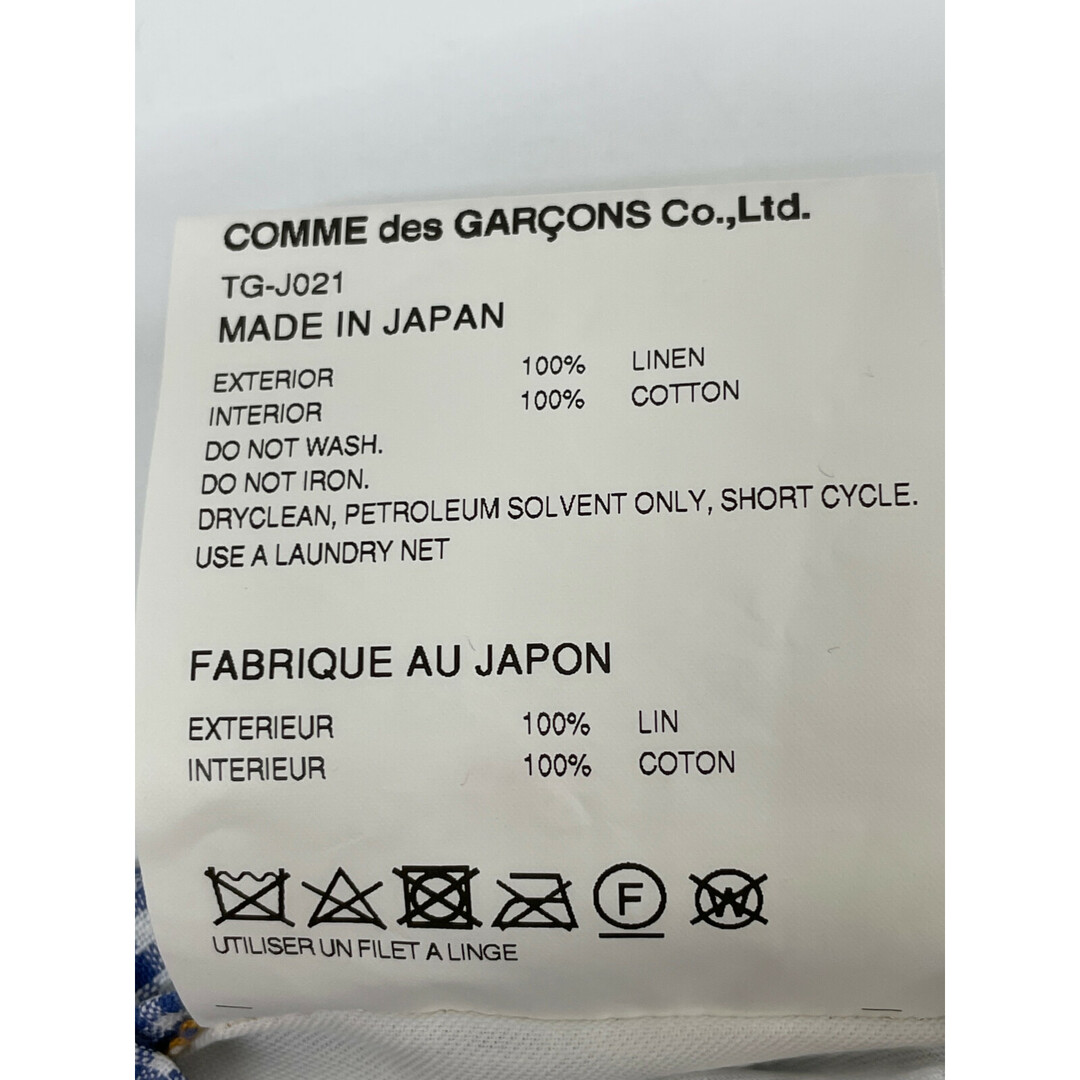 COMME des GARÇONS Co.,Ltd.
TG-J021
MADE IN JAPAN
EXTERIOR 100% LINEN
INTERIOR 100% COTTON
DO NOT WASH.
DO NOT IRON.
DRYCLEAN, PETROLEUM SOLVENT ONLY, SHORT CYCLE.
USE A LAUNDRY NET
FABRIQUE AU JAPON
EXTERIEUR 100% LIN
INTERIEUR 100% COTON
F W
UTILISER UN FILET A LINGE